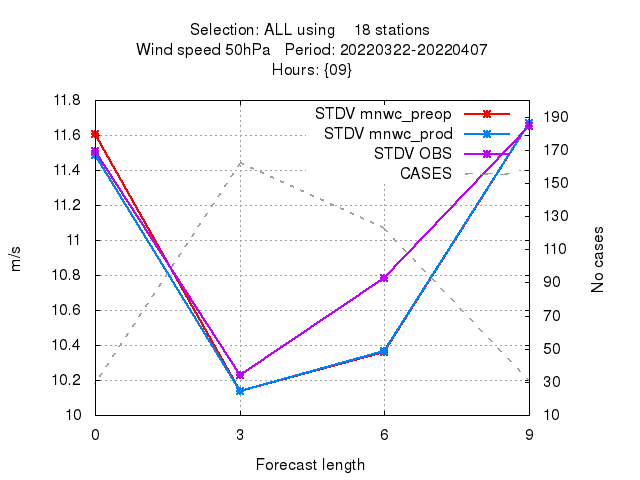 Selection: ALL using 18 stations
Wind speed 50hPa Period: 20220322-20220407
Hours: {09}
STDV mnwc_preop
STDV mnwc_prod
STDV OBS
CASES
11.8
11.6
11.4
11.2
11
10.8
10.6
10.4
10.2
10
m/s
190
170
150
130
110
90
70
50
30
10
No cases
0 3 6 9
Forecast length